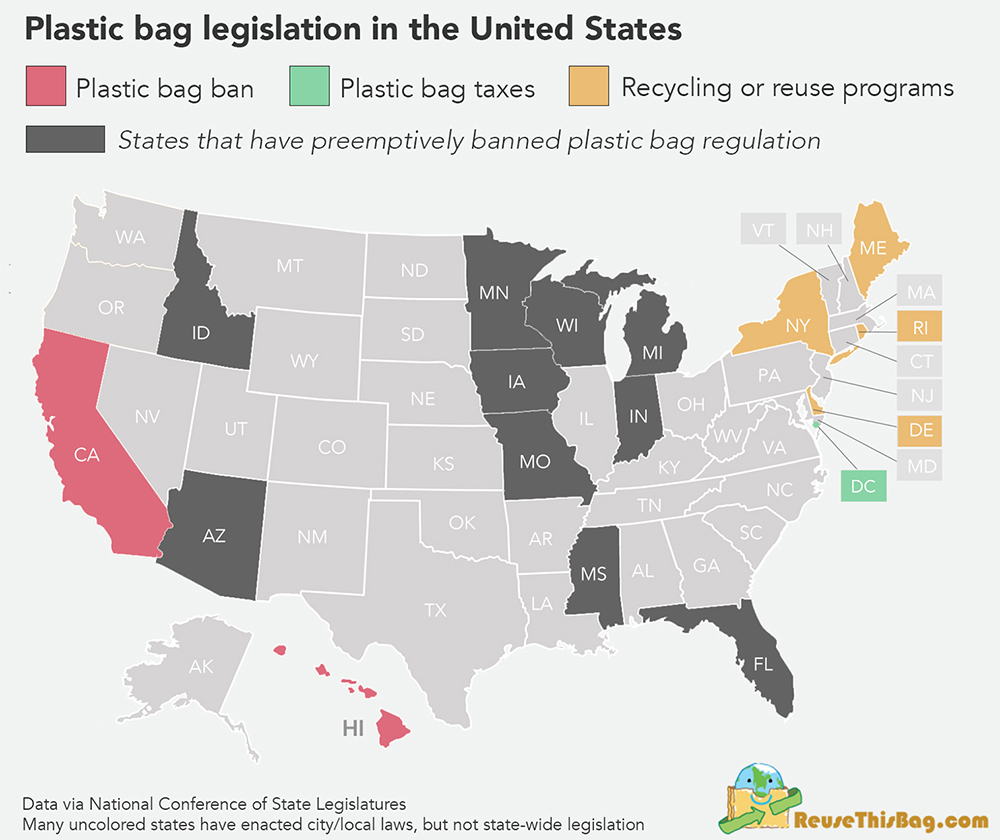 Plastic bag legislation in the United States
Plastic bag ban
Plastic bag taxes
Recycling or reuse programs
States that have preemptively banned plastic bag regulation
WA
MT
ND
MN
VT
NH
ME
OR
ID
SD
WI
MI
NY
MA
RI
CT
WY
NE
IA
PA
NJ
NV
UT
CO
IL
IN
OH
DE
CA
KS
MO
KY
WV
VA
MD
DC
AZ
NM
OK
AR
TN
NC
SC
MS
AL
GA
TX
LA
FL
AK
HI
Data via National Conference of State Legislatures
Many uncolored states have enacted city/local laws, but not state-wide legislation
ReuseThisBag.com